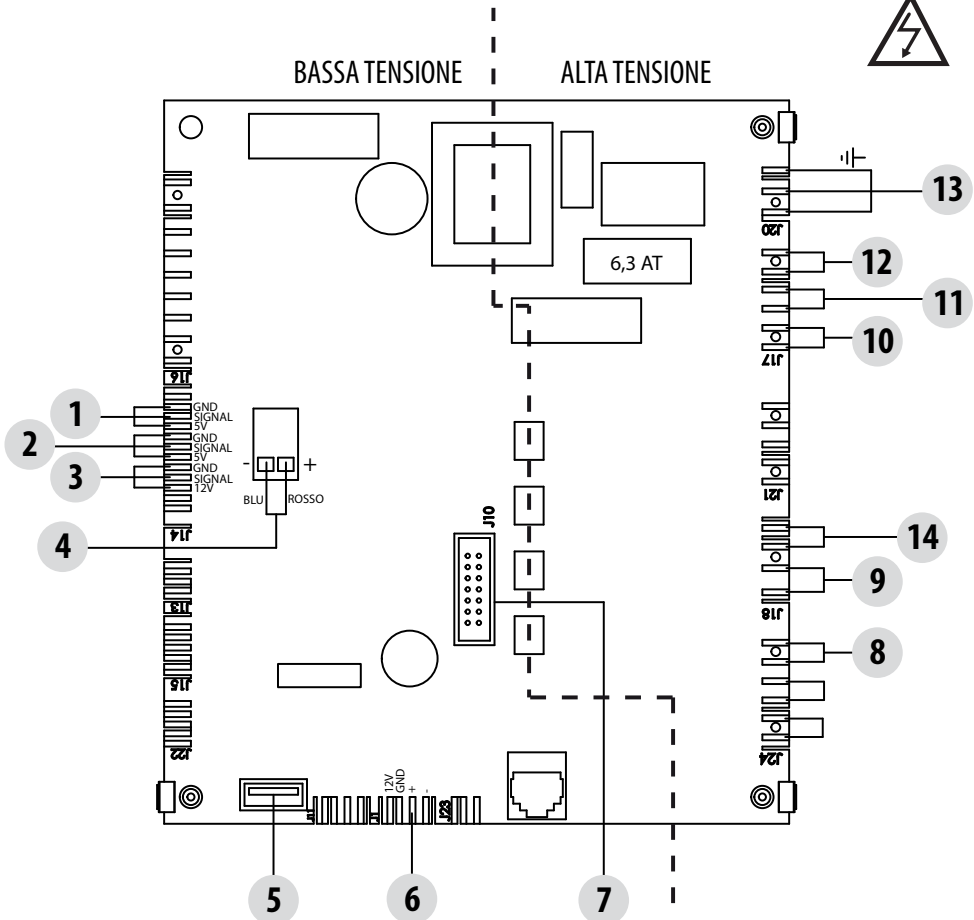 BASSA TENSIONE
ALTA TENSIONE
13
J20
6,3 AT
12
11
10
J17
J16
1
GND
SIGNAL
5V
2
GND
SIGNAL
5V
3
GND
SIGNAL
12V
- +
BLU ROSSO
4
J14
J10
J21
14
9
J18
J13
8
J15
J22
J24
12V
GND
+
-
J1
J23
5
6
7